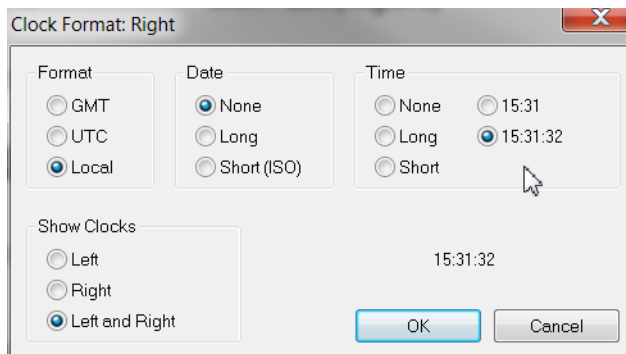 Clock Format: Right
Format
GMT
UTC
Local
Date
None
Long
Short (ISO)
Time
None
Long
Short
15:31
15:31:32
Show Clocks
Left
Right
Left and Right
15:31:32
OK
Cancel